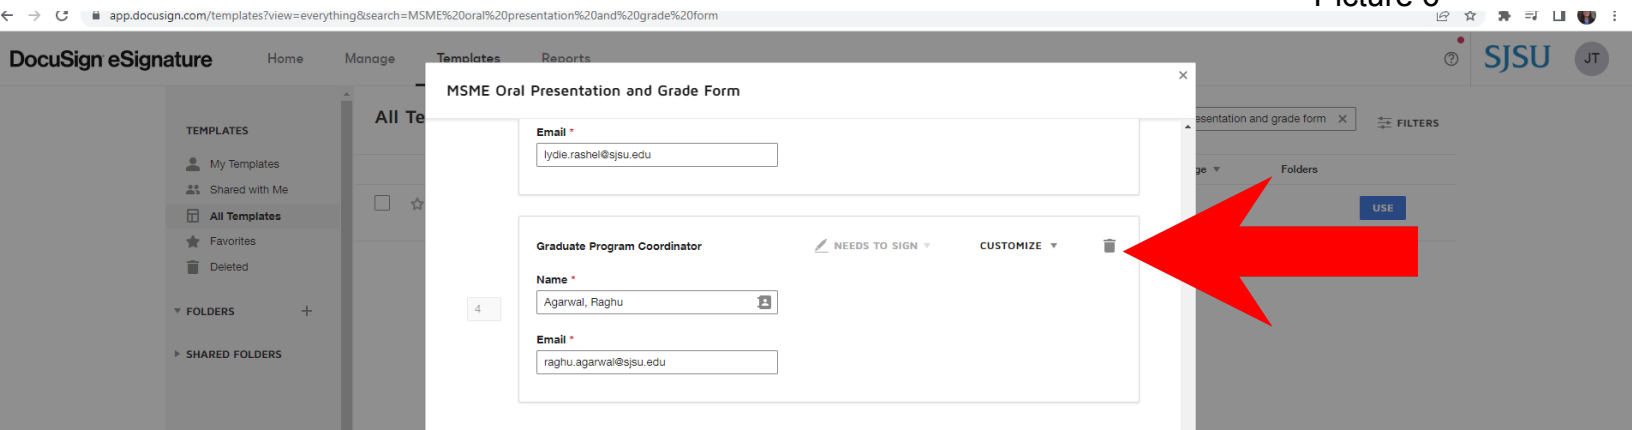 app.docusign.com/templates?view=everything&search=MSME%20oral%20presentation%20and%20grade%20form
DocuSign eSignature
Home
Manage
Templates
Reports
SJSU
JT
MSME Oral Presentation and Grade Form
TEMPLATES
My Templates
Shared with Me
All Templates
Favorites
Deleted
FOLDERS
SHARED FOLDERS
All Te
Email *
lydie.rashel@sjsu.edu
Graduate Program Coordinator
NEEDS TO SIGN
CUSTOMIZE
Name *
4
Agarwal, Raghu
Email *
raghu.agarwal@sjsu.edu
esentation and grade form
FILTERS
ge
Folders
USE